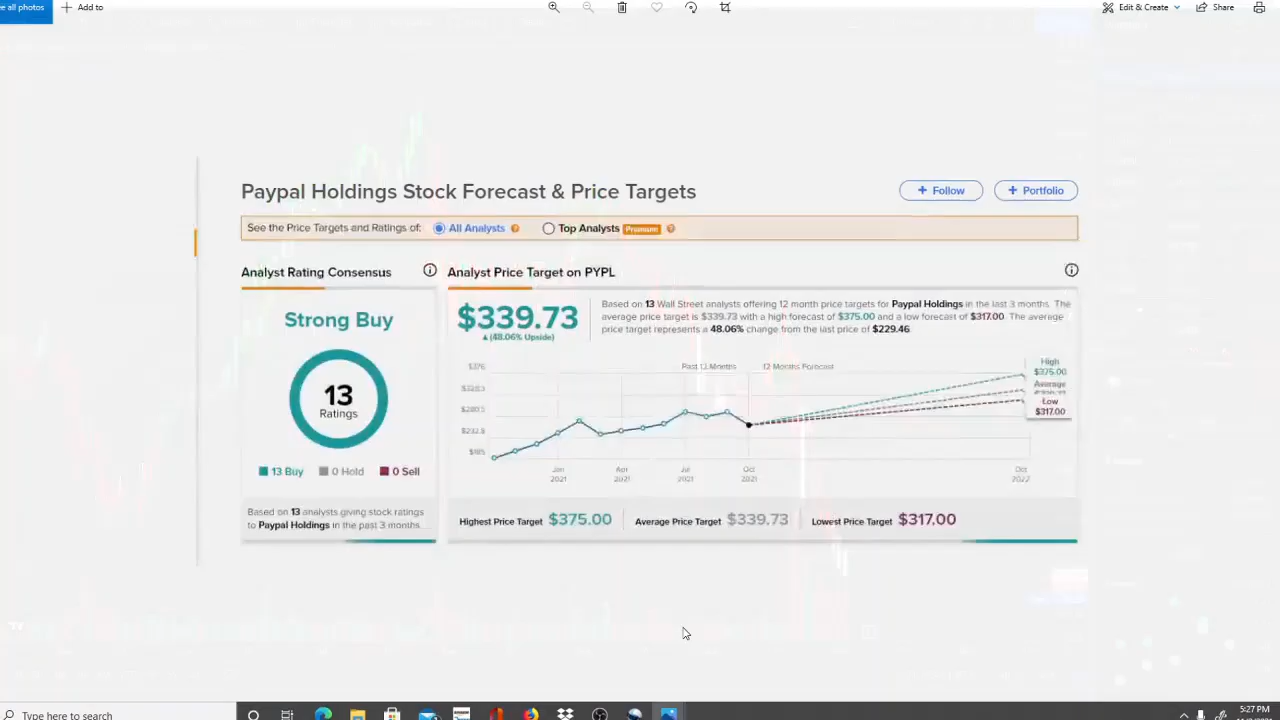 e all photos
Add to
Edit & Create
Share
Paypal Holdings Stock Forecast & Price Targets
+ Follow
+ Portfolio
See the Price Targets and Ratings of:
All Analysts
Top Analysts
Premium
Analyst Rating Consensus
Analyst Price Target on PYPL
Strong Buy
13
Ratings
13 Buy
0 Hold
0 Sell
Based on 13 analysts giving stock ratings
to Paypal Holdings in the past 3 months
$339.73
▲(48.06% Upside)
Based on 13 Wall Street analysts offering 12 month price targets for Paypal Holdings in the last 3 months. The
average price target is $339.73 with a high forecast of $375.00 and a low forecast of $317.00. The average
price target represents a 48.06% change from the last price of $229.46.
Past 12 Months
12 Months Forecast
$376
$185
High
$375.00
Average
Low
$317.00
Jan
2021
Apr
2021
Jul
2021
Oct
2021
Oct
2022
Highest Price Target $375.00
Average Price Target $339.73
Lowest Price Target $317.00
Type here to search
5:27 PM